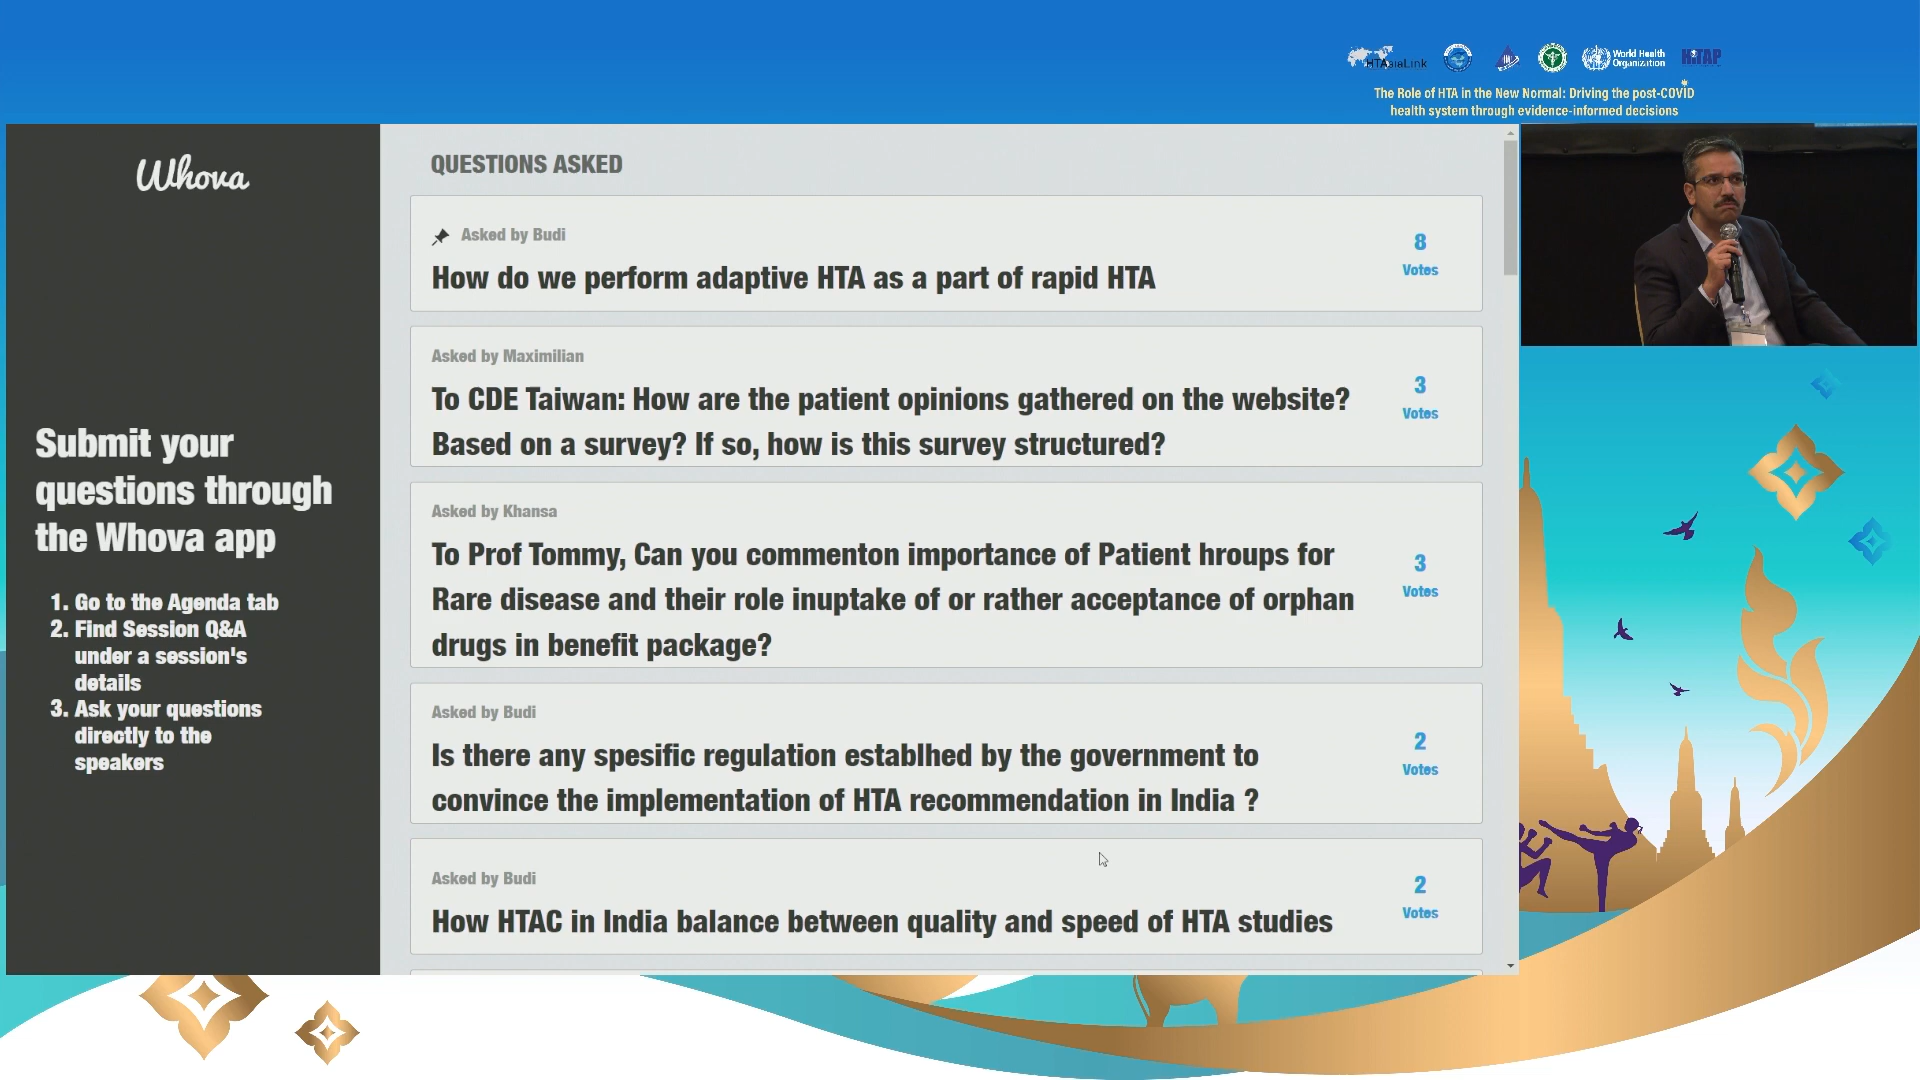 HTAsiaLink
World Health
Organization
HITAP
The Role of HTA in the New Normal: Driving the post-COVID
health system through evidence-informed decisions
Whova
Submit your
questions through
the Whova app
1. Go to the Agenda tab
2. Find Session Q&A
under a session's
details
3. Ask your questions
directly to the
speakers
QUESTIONS ASKED
Asked by Budi
How do we perform adaptive HTA as a part of rapid HTA
8
Votes
Asked by Maximilian
To CDE Taiwan: How are the patient opinions gathered on the website?
Based on a survey? If so, how is this survey structured?
3
Votes
Asked by Khansa
To Prof Tommy, Can you commenton importance of Patient hroups for
Rare disease and their role inuptake of or rather acceptance of orphan
drugs in benefit package?
3
Votes
Asked by Budi
Is there any spesific regulation establhed by the government to
convince the implementation of HTA recommendation in India ?
2
Votes
Asked by Budi
How HTAC in India balance between quality and speed of HTA studies
2
Votes